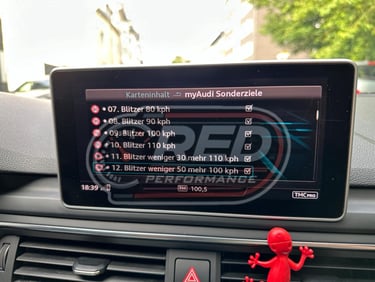 Karteninhalt myAudi Sonderziele
07. Blitzer 80 kph
08. Blitzer 90 kph
09. Blitzer 100 kph
10. Blitzer 110 kph
11. Blitzer weniger 30 mehr 110 kph
12. Blitzer weniger 50 mehr 100 kph
18:39 100,5 TMC pro
RED
PERFORMANCE